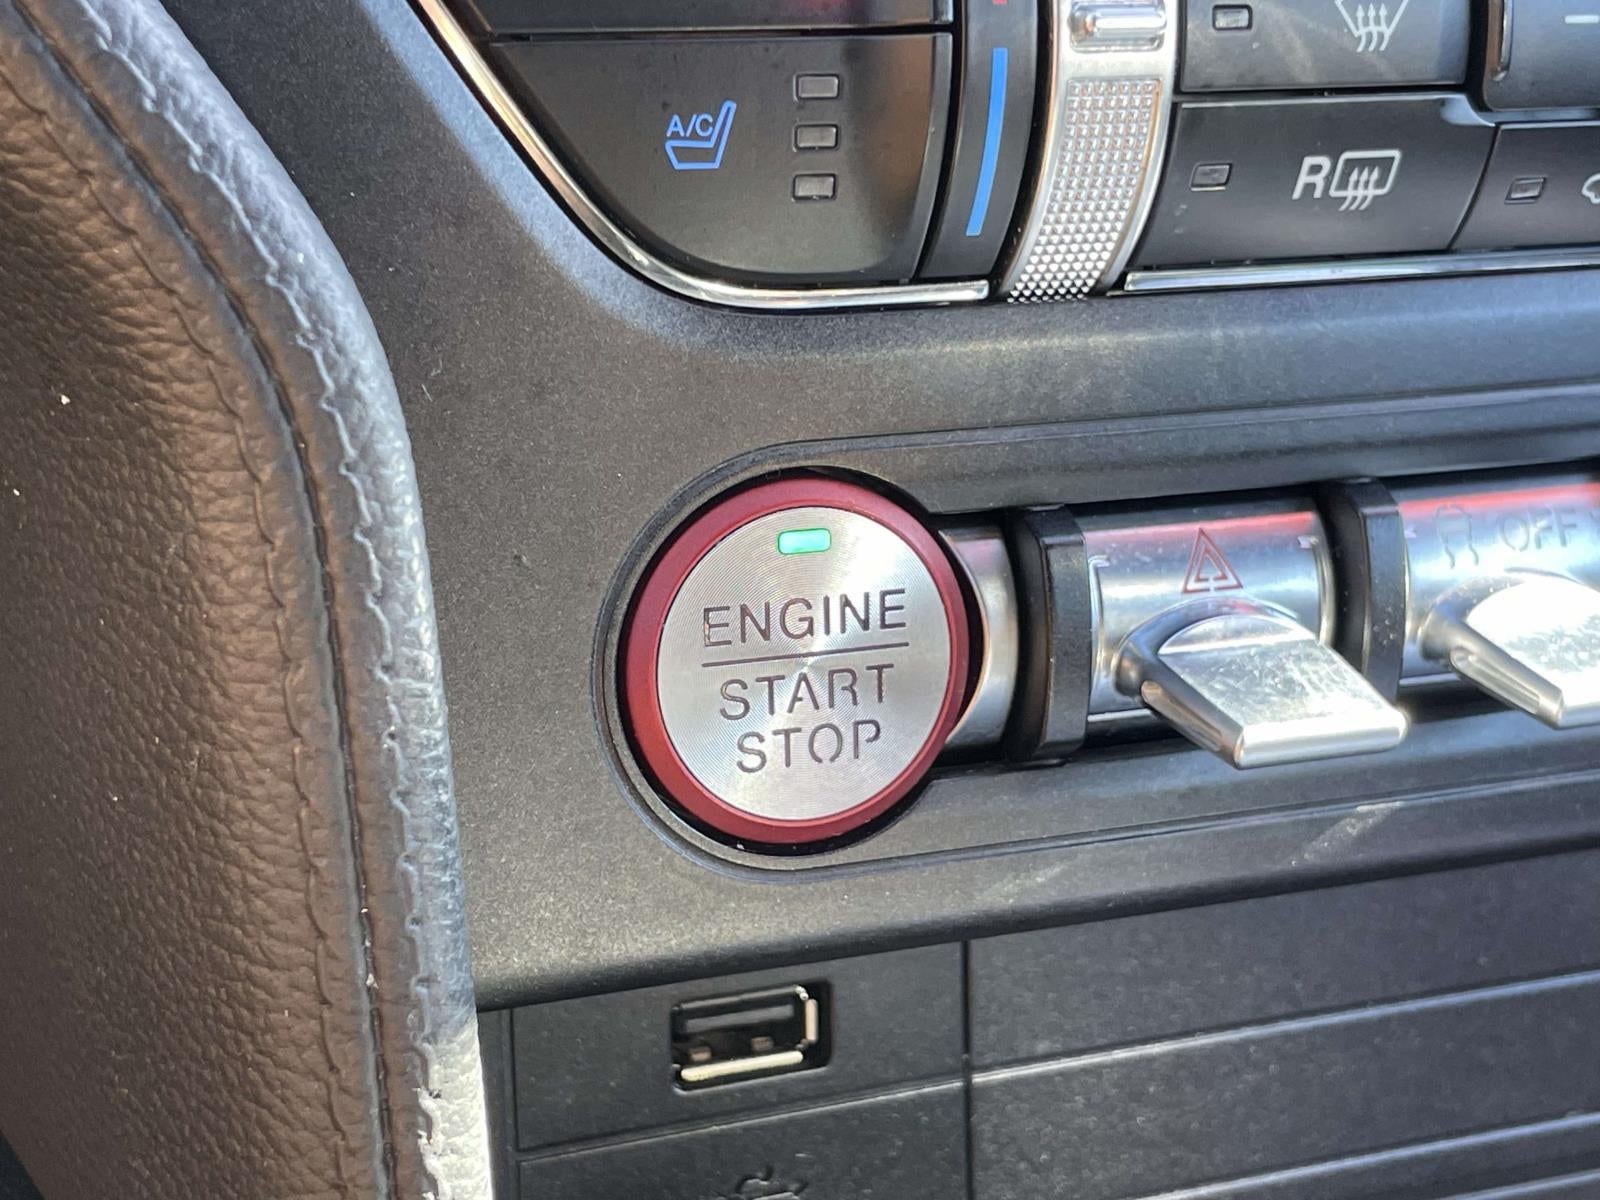 A/C
R
OFF
ENGINE
START
STOP